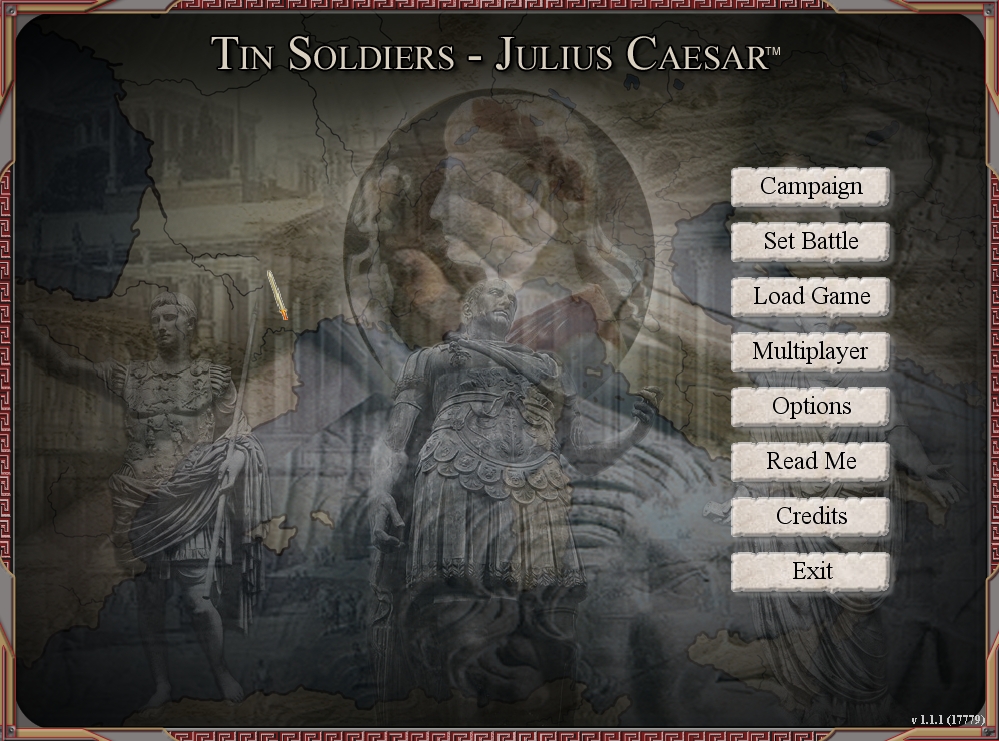 Tin Soldiers - Julius Caesar™
Campaign
Set Battle
Load Game
Multiplayer
Options
Read Me
Credits
Exit
v 1.1.1 (17779)